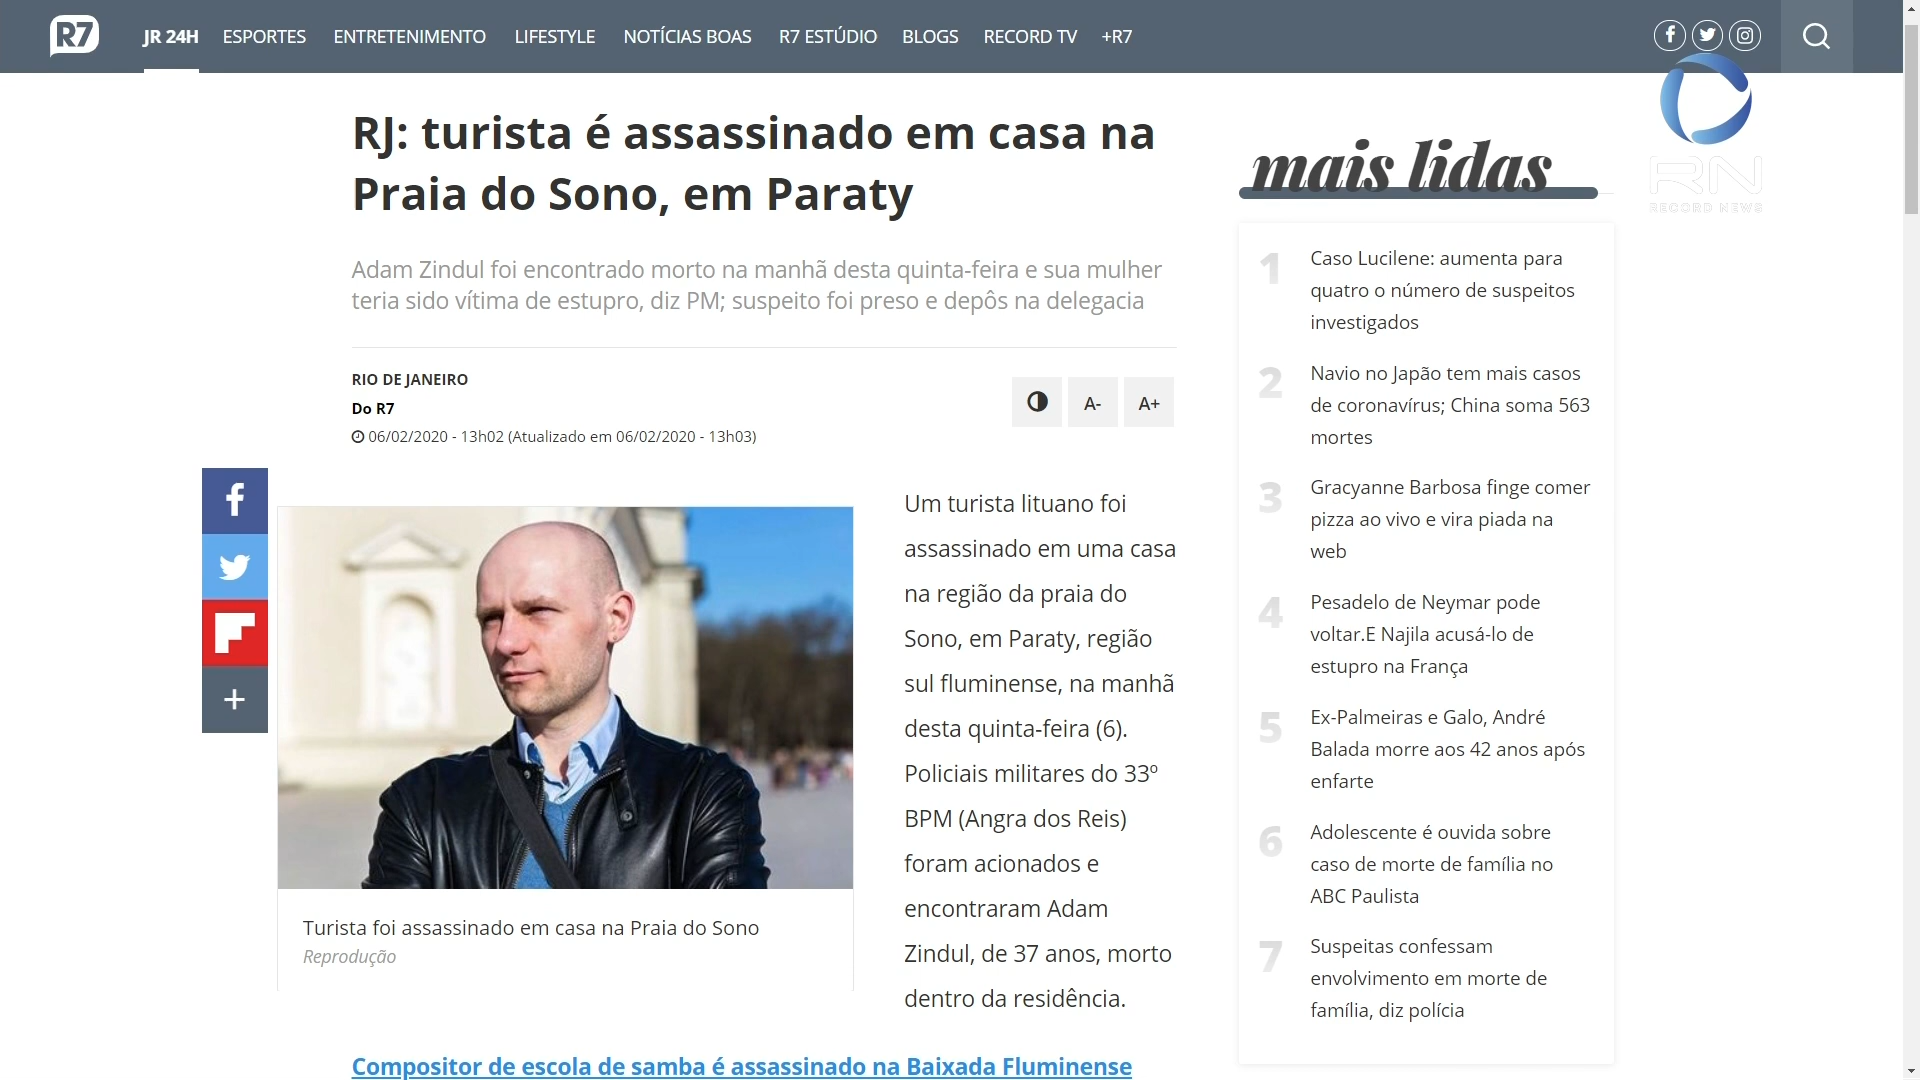 R7 JR 24H ESPORTES ENTRETENIMENTO LIFESTYLE NOTÍCIAS BOAS R7 ESTÚDIO BLOGS RECORD TV +R7
RJ: turista é assassinado em casa na
Praia do Sono, em Paraty
Adam Zindul foi encontrado morto na manhã desta quinta-feira e sua mulher
teria sido vítima de estupro, diz PM; suspeito foi preso e depôs na delegacia
RIO DE JANEIRO
Do R7
06/02/2020 - 13h02 (Atualizado em 06/02/2020 - 13h03)
A- A+
Turista foi assassinado em casa na Praia do Sono
Reprodução
Um turista lituano foi
assassinado em uma casa
na região da praia do
Sono, em Paraty, região
sul fluminense, na manhã
desta quinta-feira (6).
Policiais militares do 33º
BPM (Angra dos Reis)
foram acionados e
encontraram Adam
Zindul, de 37 anos, morto
dentro da residência.
Compositor de escola de samba é assassinado na Baixada Fluminense
mais lidas
1 Caso Lucilene: aumenta para
quatro o número de suspeitos
investigados
2 Navio no Japão tem mais casos
de coronavírus; China soma 563
mortes
3 Gracyanne Barbosa finge comer
pizza ao vivo e vira piada na
web
4 Pesadelo de Neymar pode
voltar.E Najila acusá-lo de
estupro na França
5 Ex-Palmeiras e Galo, André
Balada morre aos 42 anos após
enfarte
6 Adolescente é ouvida sobre
caso de morte de família no
ABC Paulista
7 Suspeitas confessam
envolvimento em morte de
família, diz polícia
RN
RECORD NEWS